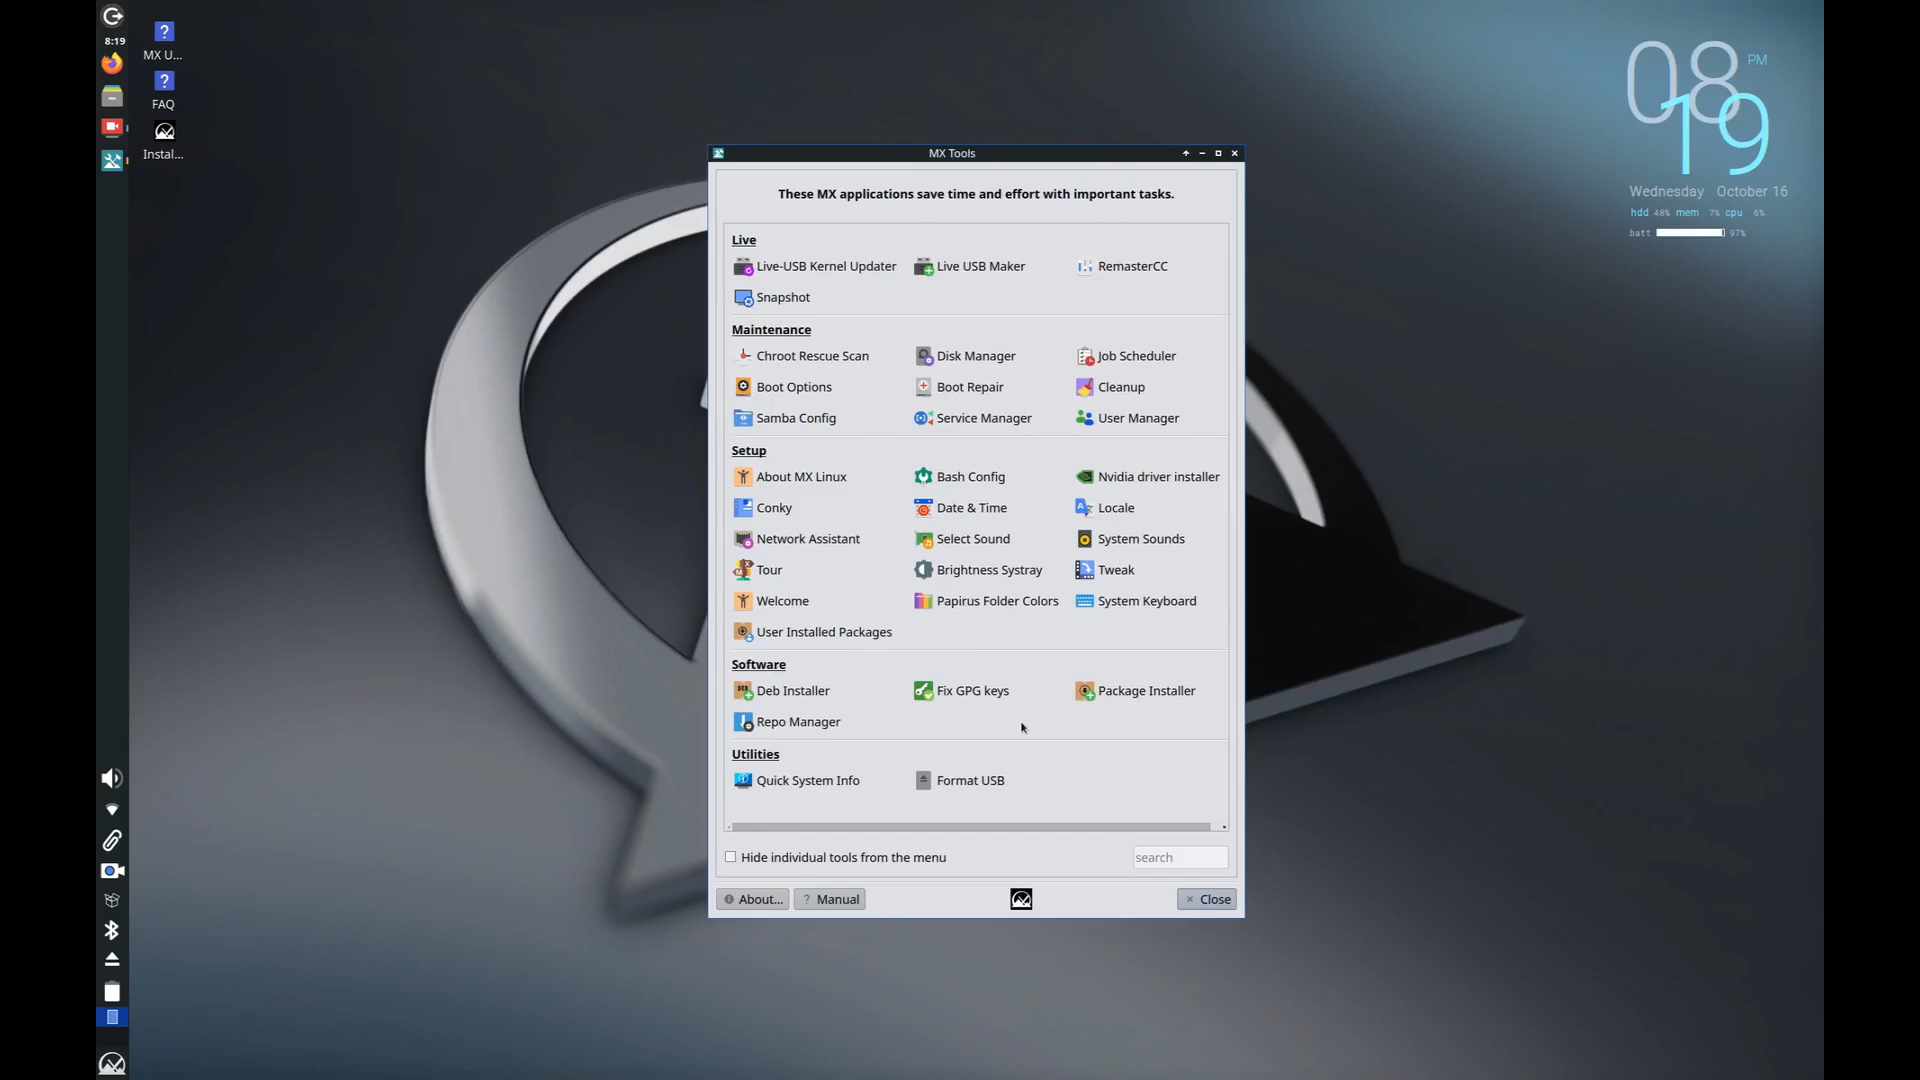 8:19
MX U...
FAQ
Instal...
08 PM
19
Wednesday October 16
hdd 48% mem 7% cpu 6%
batt 97%
MX Tools
These MX applications save time and effort with important tasks.
Live
Live-USB Kernel Updater Live USB Maker RemasterCC
Snapshot
Maintenance
Chroot Rescue Scan Disk Manager Job Scheduler
Boot Options Boot Repair Cleanup
Samba Config Service Manager User Manager
Setup
About MX Linux Bash Config Nvidia driver installer
Conky Date & Time Locale
Network Assistant Select Sound System Sounds
Tour Brightness Systray Tweak
Welcome Papirus Folder Colors System Keyboard
User Installed Packages
Software
Deb Installer Fix GPG keys Package Installer
Repo Manager
Utilities
Quick System Info Format USB
Hide individual tools from the menu search
About... ? Manual Close